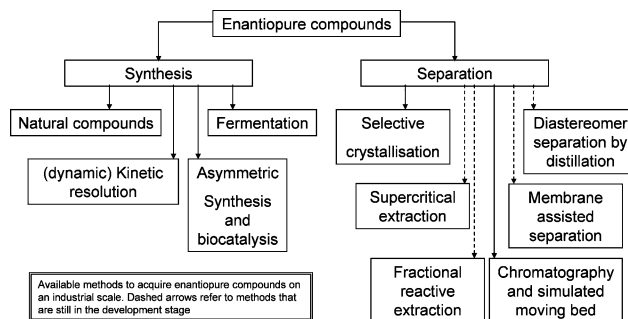 Enantiopure compounds
Synthesis
Separation
Natural compounds
Fermentation
Selective
crystallisation
Diastereomer
separation by
distillation
(dynamic) Kinetic
resolution
Asymmetric
Synthesis
and
biocatalysis
Supercritical
extraction
Membrane
assisted
separation
Fractional
reactive
extraction
Chromatography
and simulated
moving bed
Available methods to acquire enantiopure compounds on
an industrial scale. Dashed arrows refer to methods that
are still in the development stage